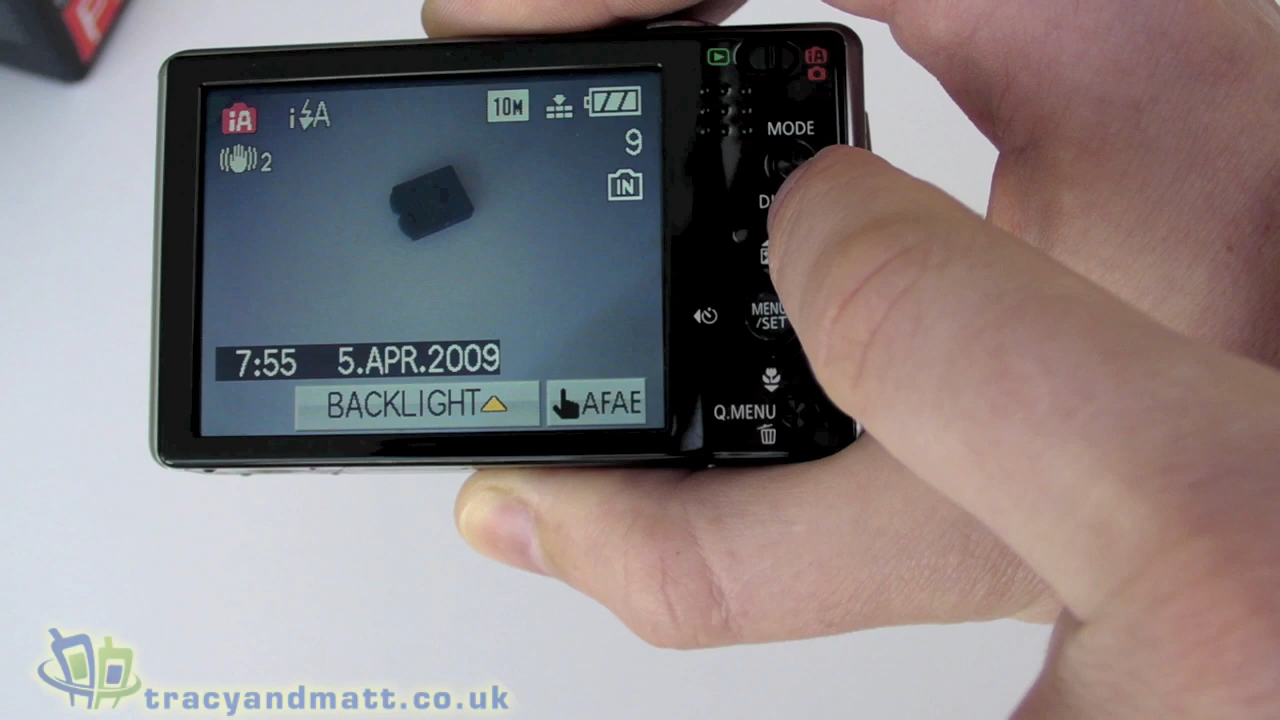 iA i A 10M
2 9
IN
7:55 5.APR.2009
BACKLIGHT AFAE
iA
MODE
MENU
/SET
Q.MENU
tracyandmatt.co.uk